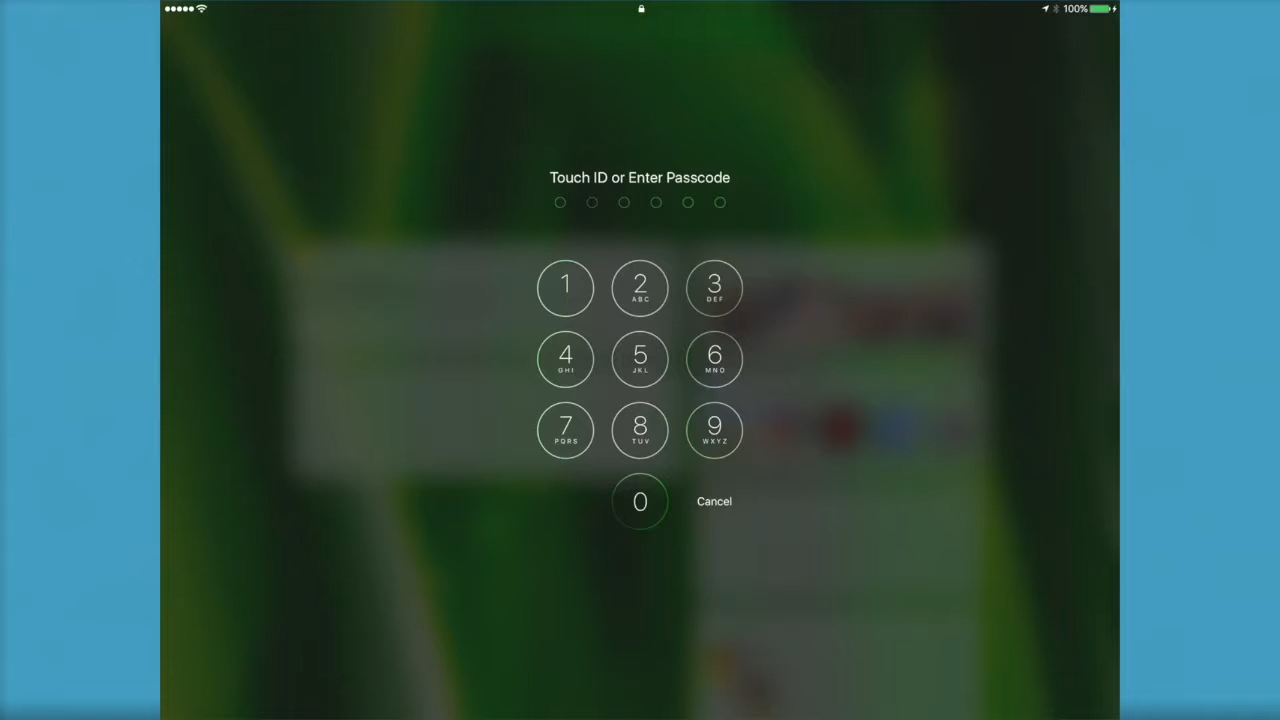 100%
Touch ID or Enter Passcode
1 2 3
ABC DEF
4 5 6
GHI JKL MNO
7 8 9
PQRS TUV WXYZ
0 Cancel